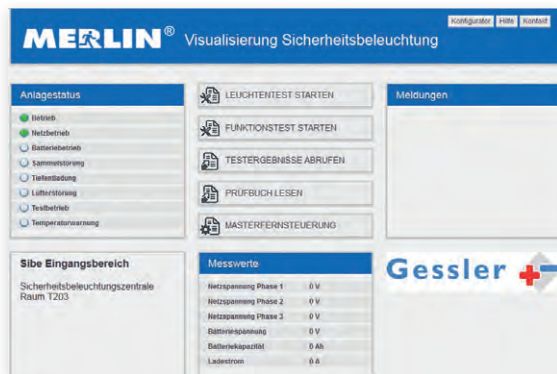 Konfigurator Hilfe Kontakt
MERLIN® Visualisierung Sicherheitsbeleuchtung
Anlagestatus
Betrieb
Netzbetrieb
Batteriebetrieb
Sammelstörung
Tiefentladung
Lüfterstörung
Testbetrieb
Temperaturwarnung
LEUCHTENTEST STARTEN
FUNKTIONSTEST STARTEN
TESTERGEBNISSE ABRUFEN
PRÜFBUCH LESEN
MASTERFERNSTEUERUNG
Meldungen
Sibe Eingangsbereich
Sicherheitsbeleuchtungszentrale
Raum T203
Messwerte
Netzspannung Phase 1 0 V
Netzspannung Phase 2 0 V
Netzspannung Phase 3 0 V
Batteriespannung 0 V
Batteriekapazität 0 Ah
Ladestrom 0 A
Gessler